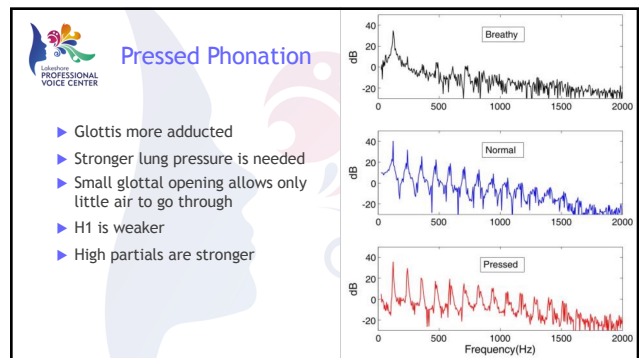 Lakeshore
PROFESSIONAL
VOICE CENTER
Pressed Phonation
▶ Glottis more adducted
▶ Stronger lung pressure is needed
▶ Small glottal opening allows only
little air to go through
▶ H1 is weaker
▶ High partials are stronger
Breathy
dB
40
20
0
-20
0 500 1000 1500 2000
Normal
dB
40
20
0
-20
0 500 1000 1500 2000
Pressed
dB
40
20
0
-20
0 500 1000 1500 2000
Frequency(Hz)